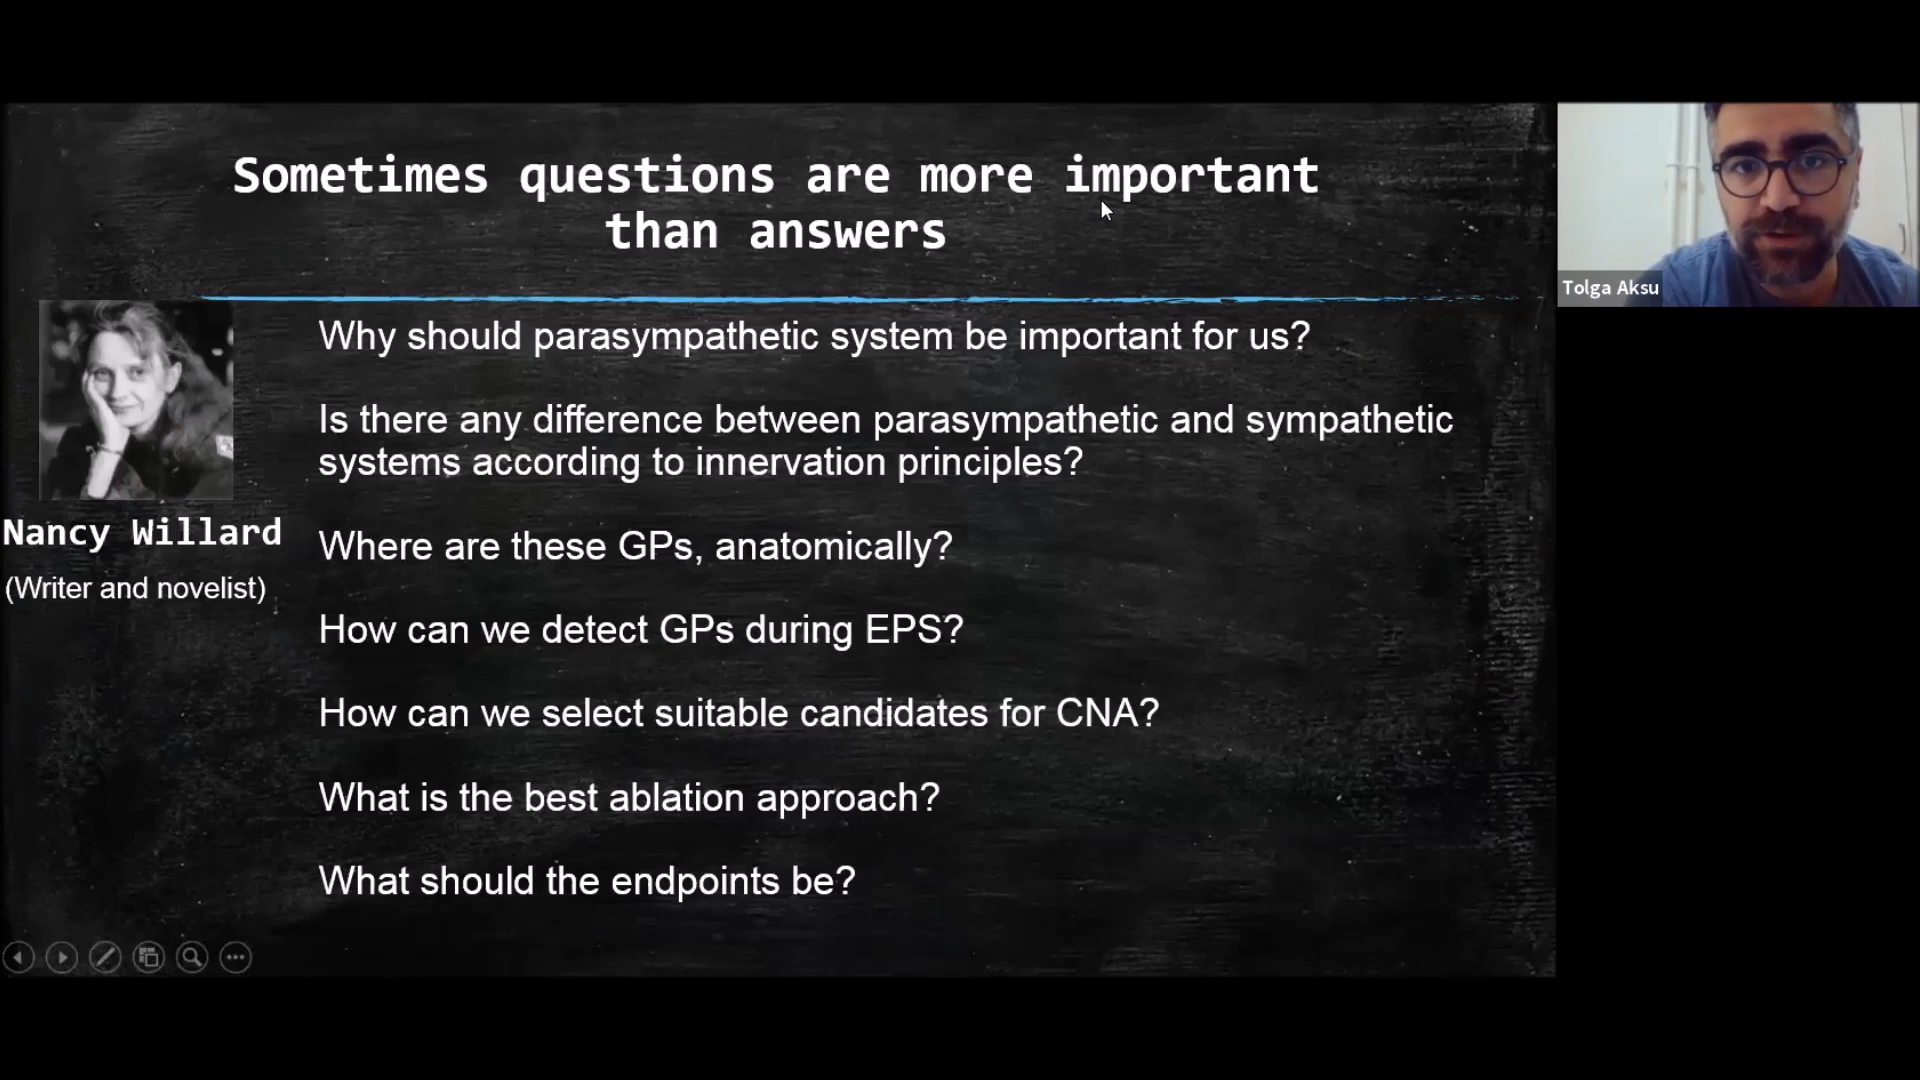 Sometimes questions are more important
than answers
Tolga Aksu
Nancy Willard
(Writer and novelist)
Why should parasympathetic system be important for us?
Is there any difference between parasympathetic and sympathetic
systems according to innervation principles?
Where are these GPs, anatomically?
How can we detect GPs during EPS?
How can we select suitable candidates for CNA?
What is the best ablation approach?
What should the endpoints be?